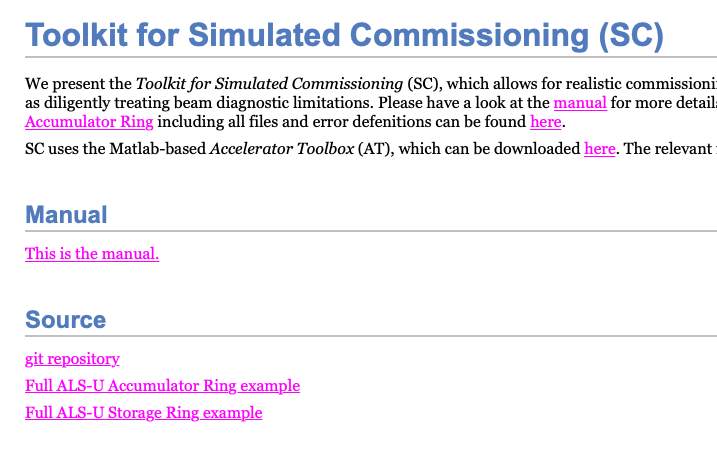 Toolkit for Simulated Commissioning (SC)
We present the Toolkit for Simulated Commissioning (SC), which allows for realistic
as diligently treating beam diagnostic limitations. Please have a look at the manual for more
Accumulator Ring including all files and error defenitions can be found here.
SC uses the Matlab-based Accelerator Toolbox (AT), which can be downloaded here. The relevant
Manual
This is the manual.
Source
git repository
Full ALS-U Accumulator Ring example
Full ALS-U Storage Ring example